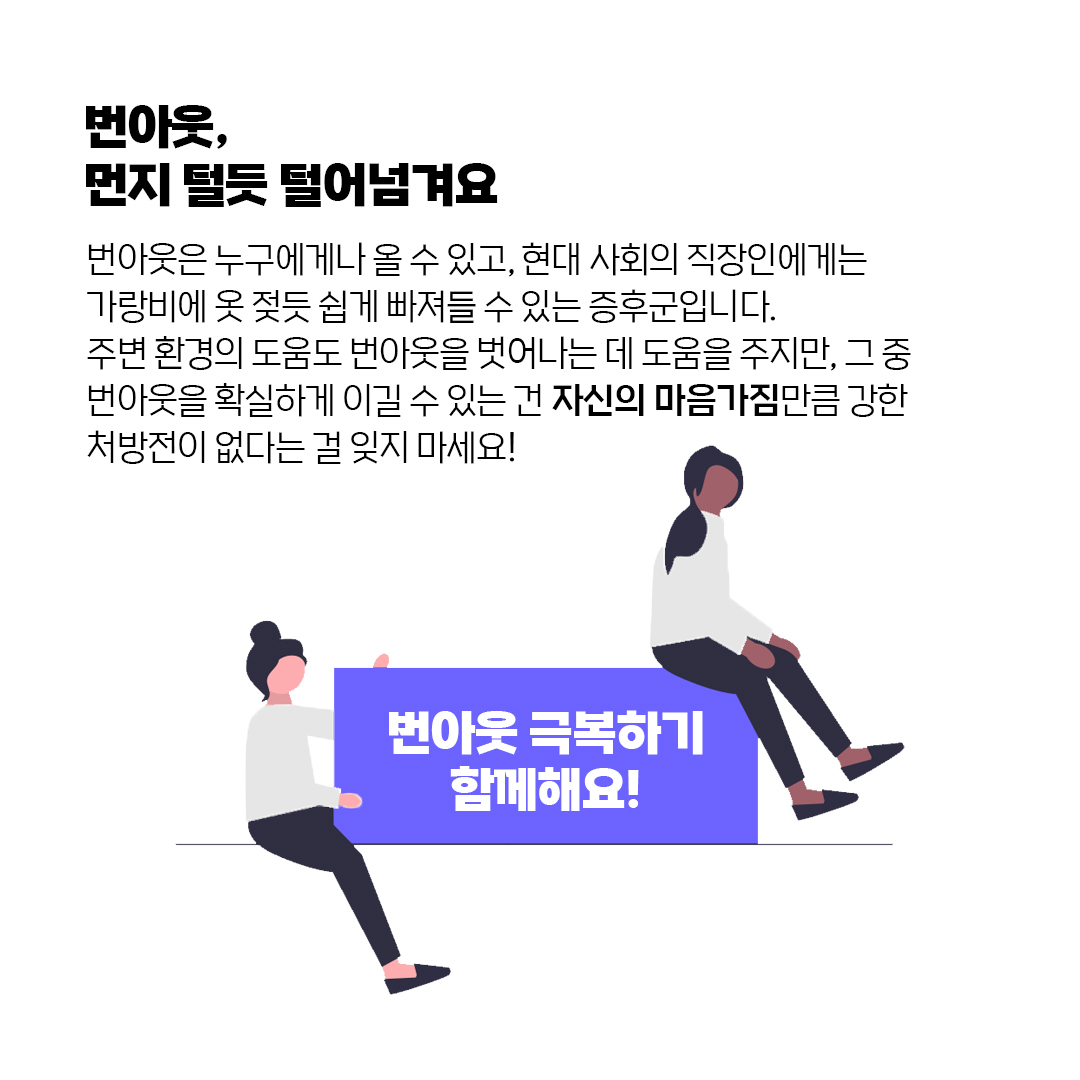 번아웃,
먼지 털듯 털어넘겨요
번아웃은 누구에게나 올 수 있고, 현대 사회의 직장인에게는
가랑비에 옷 젖듯 쉽게 빠져들 수 있는 증후군입니다.
주변 환경의 도움도 번아웃을 벗어나는 데 도움을 주지만, 그 중
번아웃을 확실하게 이길 수 있는 건 자신의 마음가짐만큼 강한
처방전이 없다는 걸 잊지 마세요!
번아웃 극복하기
함께해요!